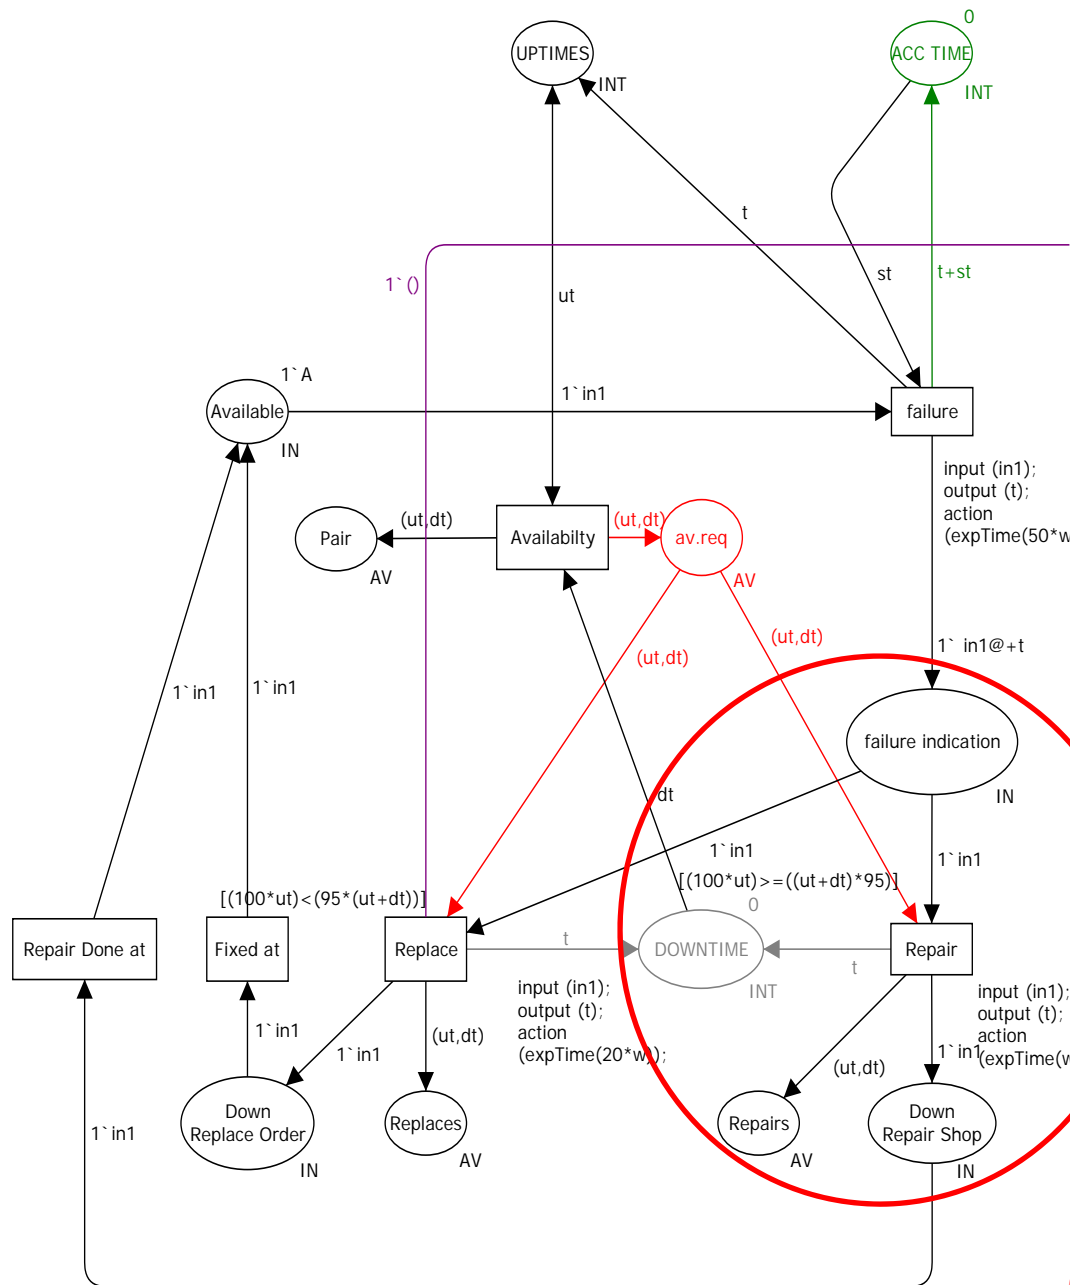 0
UPTIMES
ACC TIME
INT
INT
t
1`()
st
t+st
ut
1`A
1`in1
Available
failure
IN
input (in1);
output (t);
action
(expTime(50*w
(ut,dt)
(ut,dt)
Pair
Availabilty
av.req
AV
AV
(ut,dt)
(ut,dt)
1` in1@+t
1`in1
1`in1
failure indication
dt
IN
1`in1
1`in1
[(100*ut)>=((ut+dt)*95)]
[(100*ut)<(95*(ut+dt))]
0
Repair Done at
Fixed at
Replace
t
DOWNTIME
t
Repair
INT
input (in1);
output (t);
action
(expTime(20*w);
input (in1);
output (t);
action
(expTime(w
1`in1
1`in1
(ut,dt)
1`in1
(ut,dt)
Down
Replace Order
Replaces
Repairs
Down
Repair Shop
1`in1
IN
AV
AV
IN